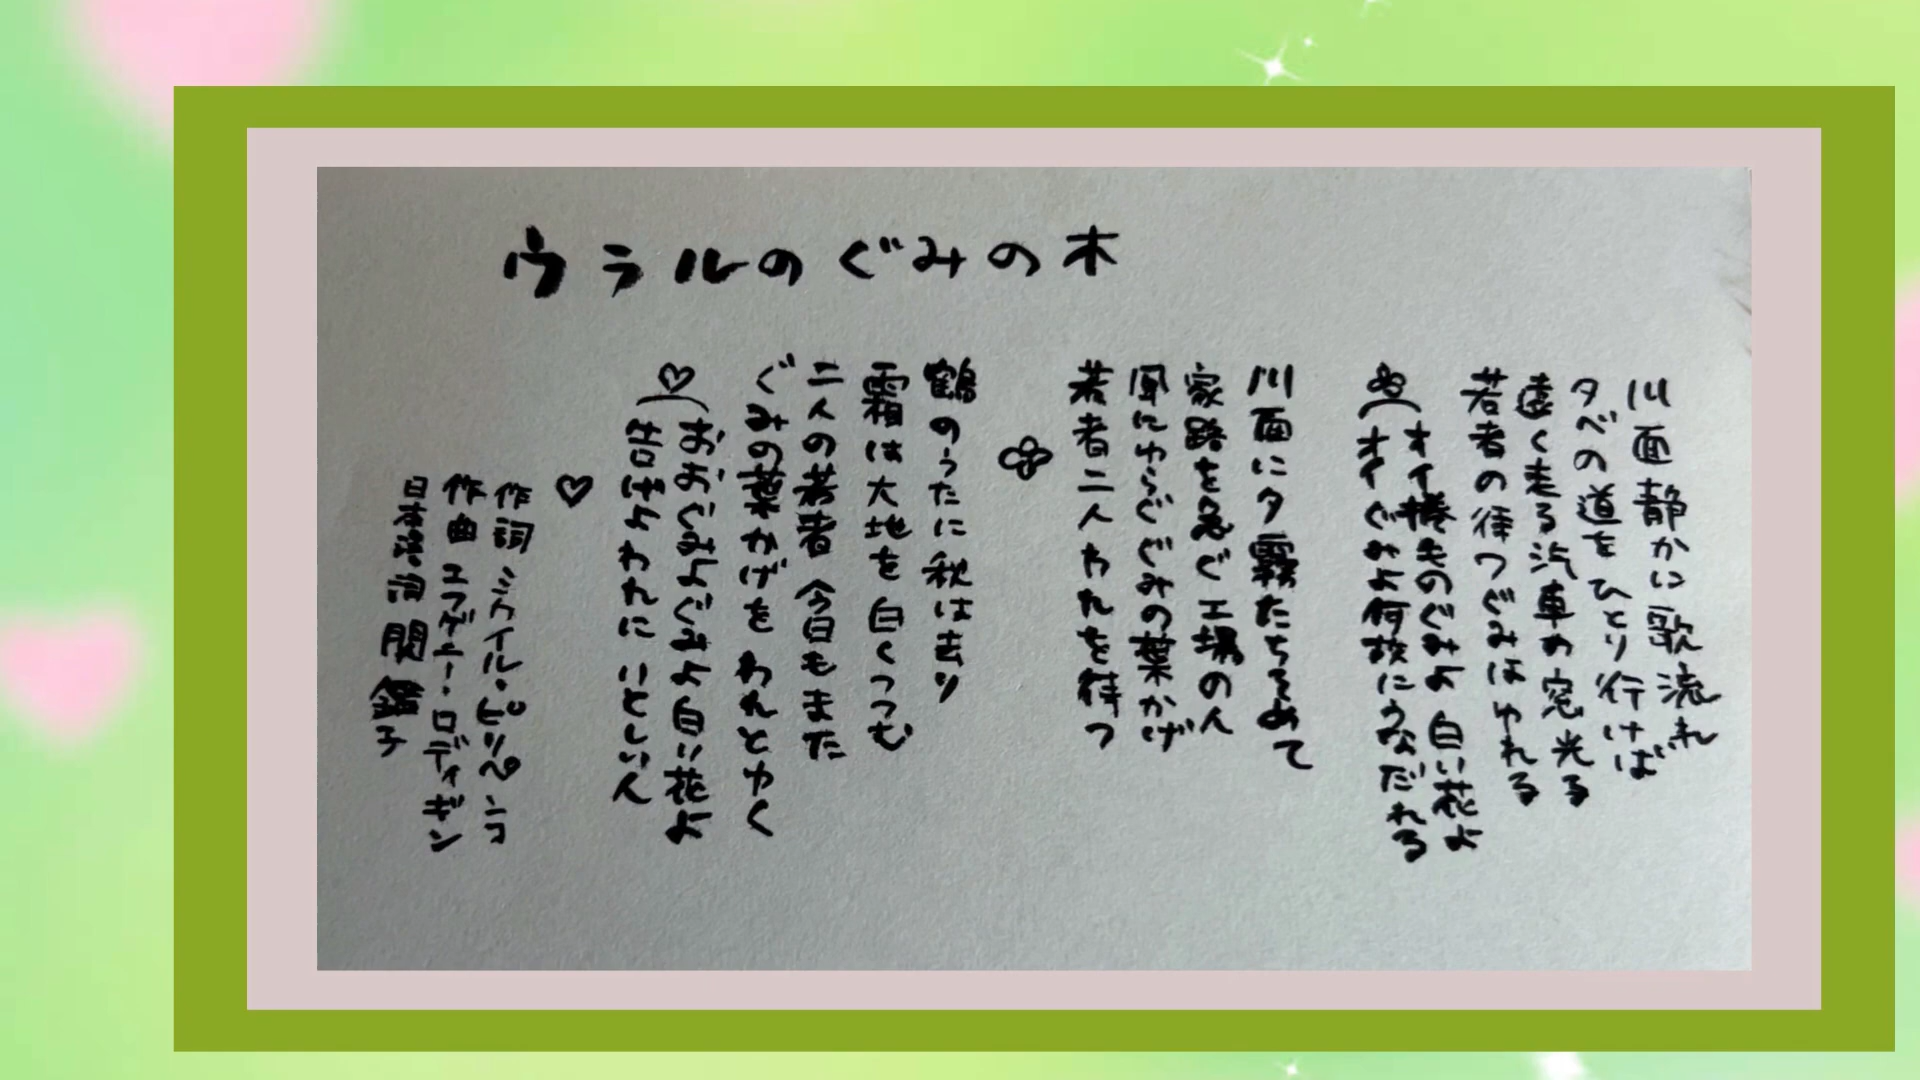 ウラルのぐみの木
川面静かに歌流れ
夕べの道をひとり行けば
遠く走る汽車の窓光る
若者の待つぐみはゆれる
オイ捲毛のぐみよ白い花よ
オイぐみよ何故にうなだれる
川面に夕霧たちそめて
家路を急ぐ工場の人
風にゆらぐぐみの葉かげ
若者二人われを待つ
鶴のうたに秋は去り
霜は大地を白くつつむ
二人の若者 今日もまた
ぐみの葉かげをわれとゆく
おおぐみよぐみよ白い花よ
告げよわれにいとしい人
作詞 ミハイル・ピリペンコ
作曲 エフゲニー・ロディギン
日本語詞 関鑑子